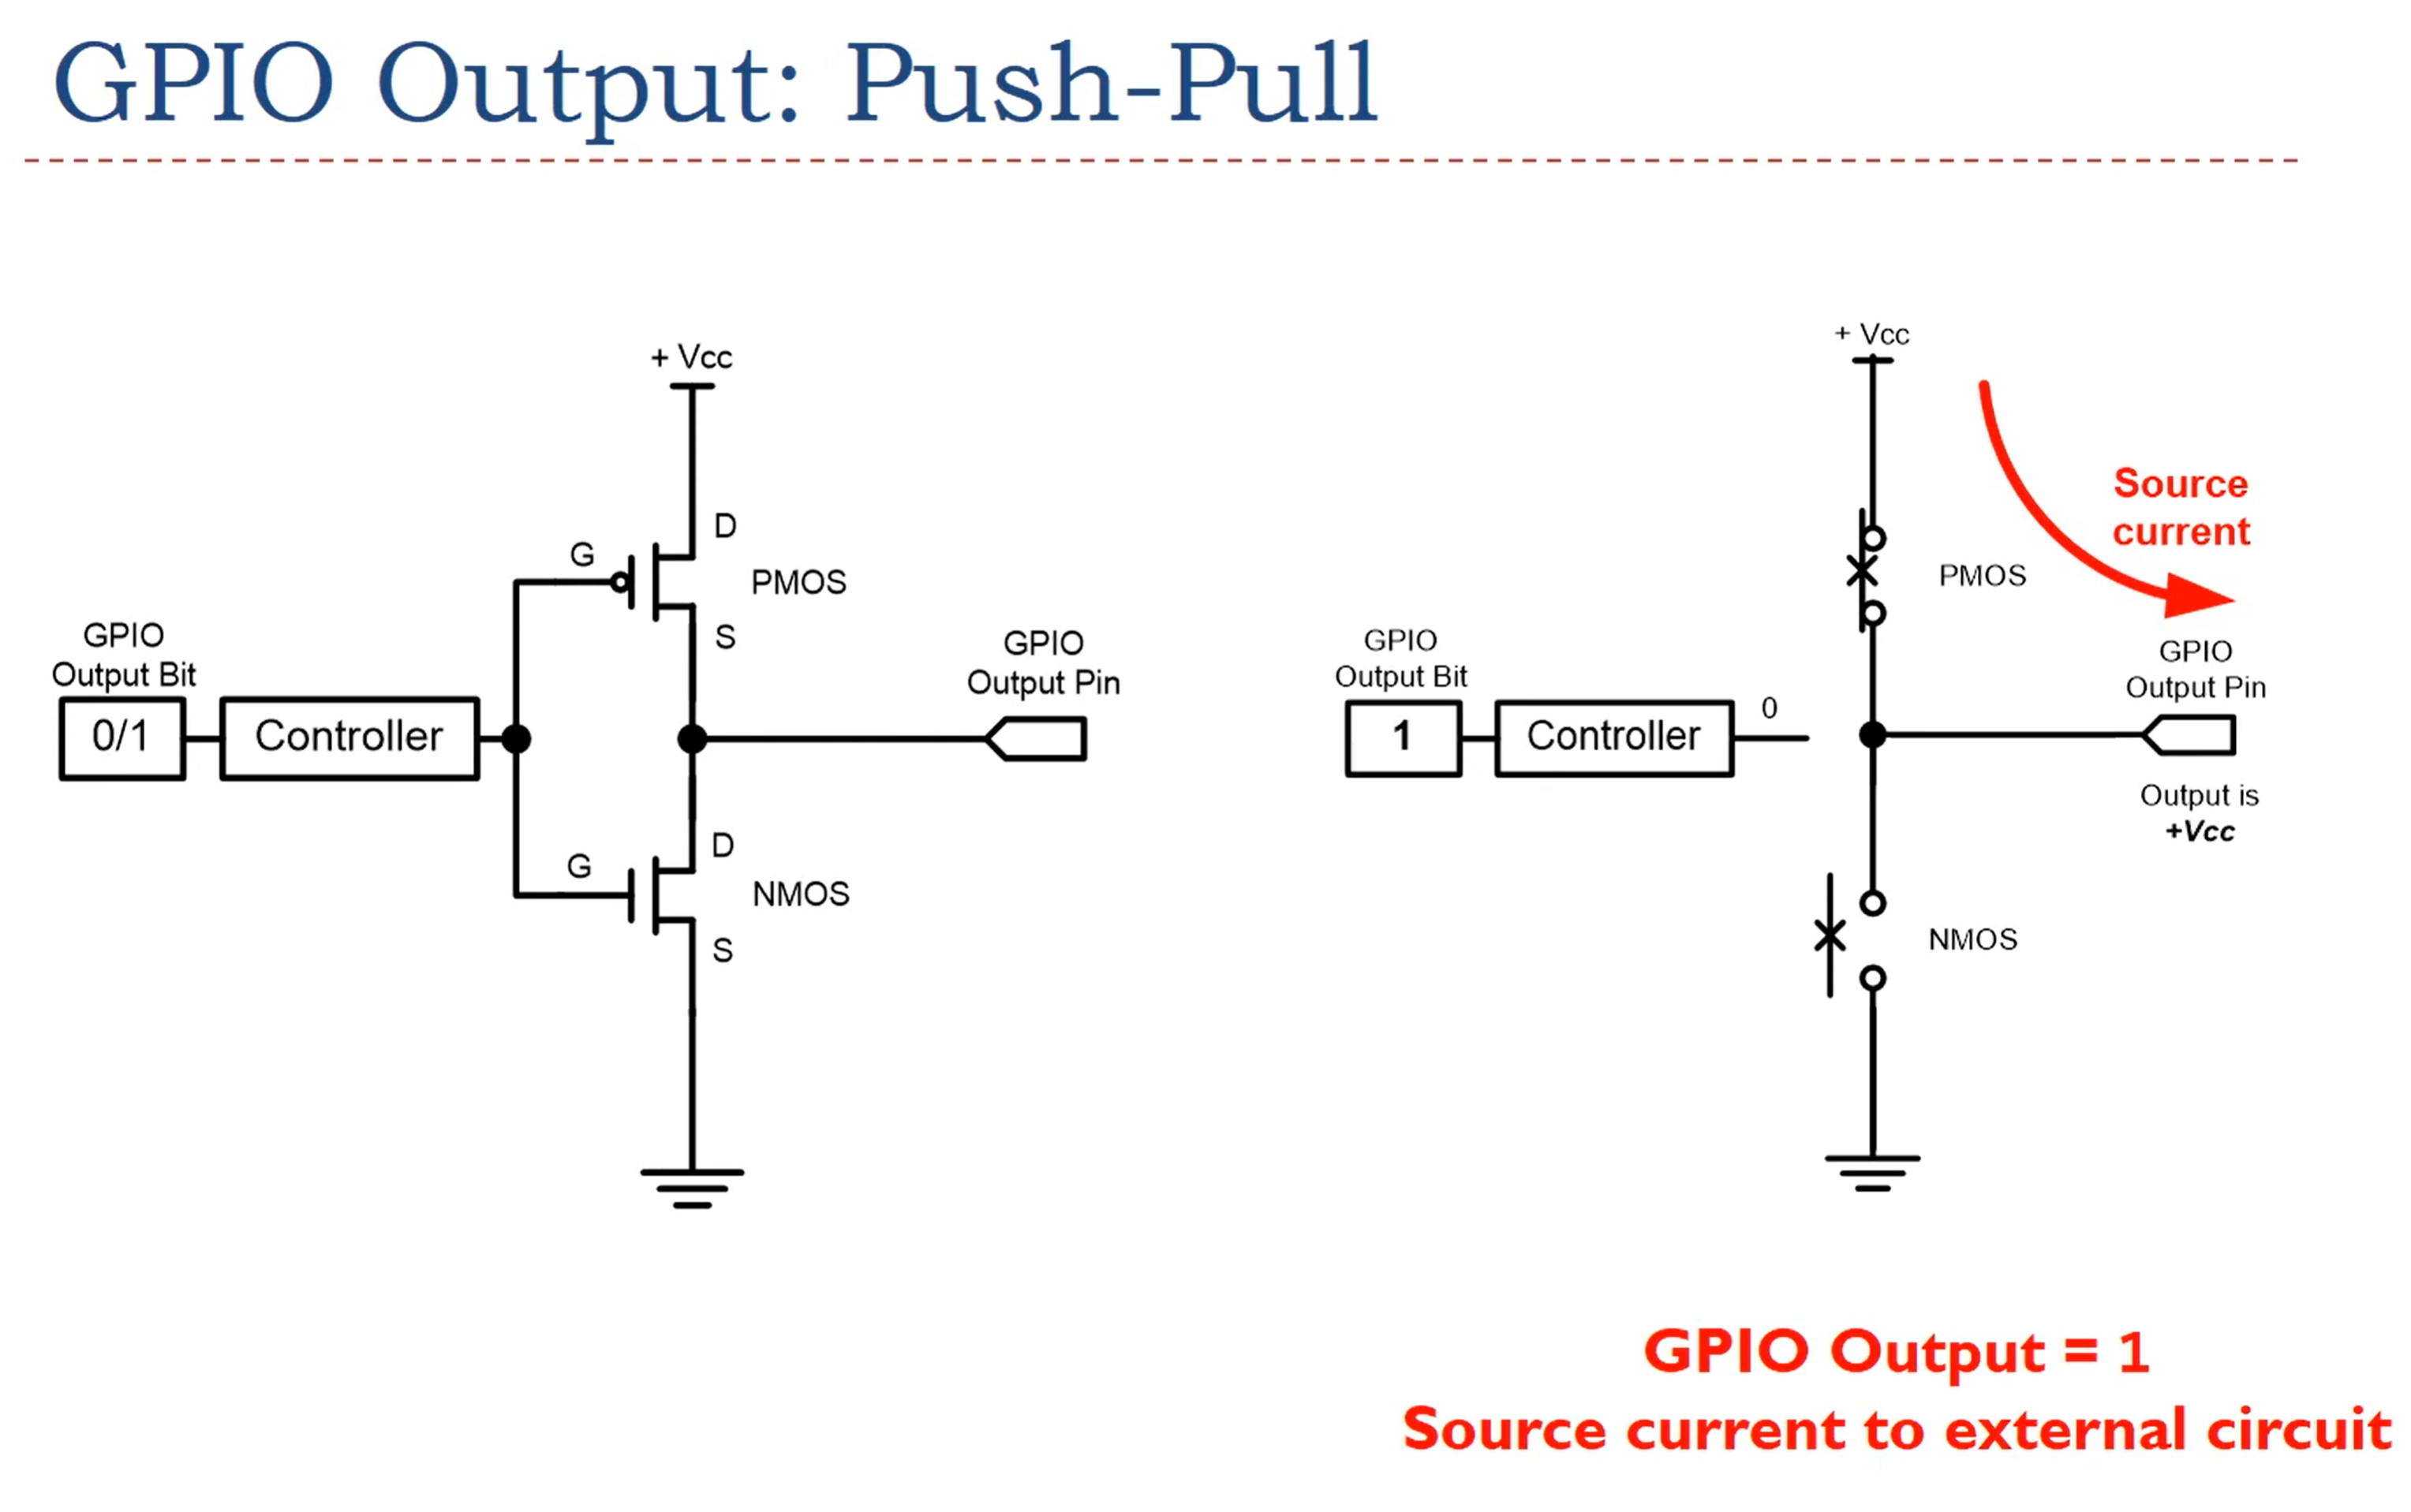 GPIO Output: Push-Pull
+ Vcc
D
G
PMOS
S
GPIO
Output Bit
0/1
Controller
GPIO
Output Pin
D
G
NMOS
S
+ Vcc
Source
current
PMOS
GPIO
Output Bit
1
Controller
0
GPIO
Output Pin
Output is
+Vcc
NMOS
GPIO Output = 1
Source current to external circuit